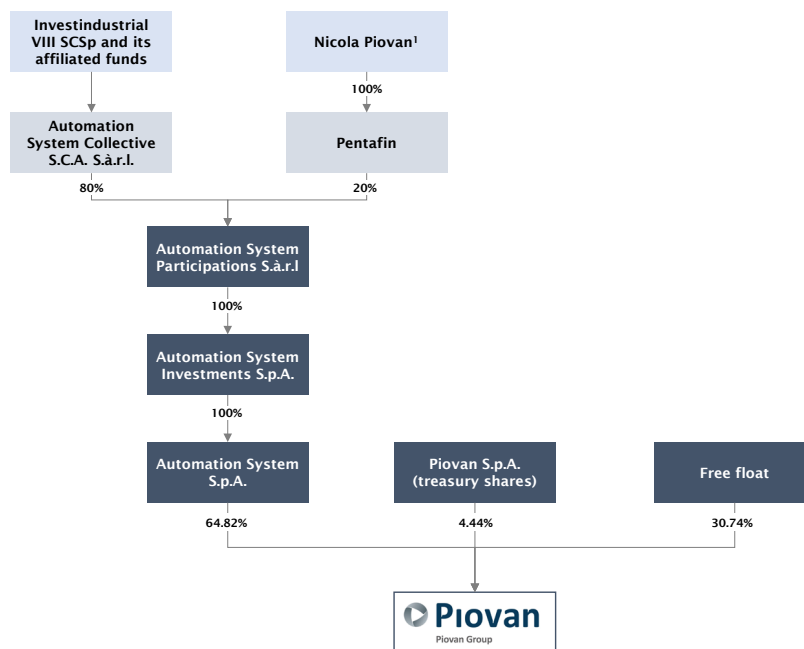 Investindustrial
VIII SCSp and its
affiliated funds
Nicola Piovan¹
100%
Automation
System Collective
S.C.A. S.à.r.l.
Pentafin
80%
20%
Automation System
Participations S.à.r.l
100%
Automation System
Investments S.p.A.
100%
Automation System
S.p.A.
Piovan S.p.A.
(treasury shares)
Free float
64.82%
4.44%
30.74%
Piovan
Piovan Group